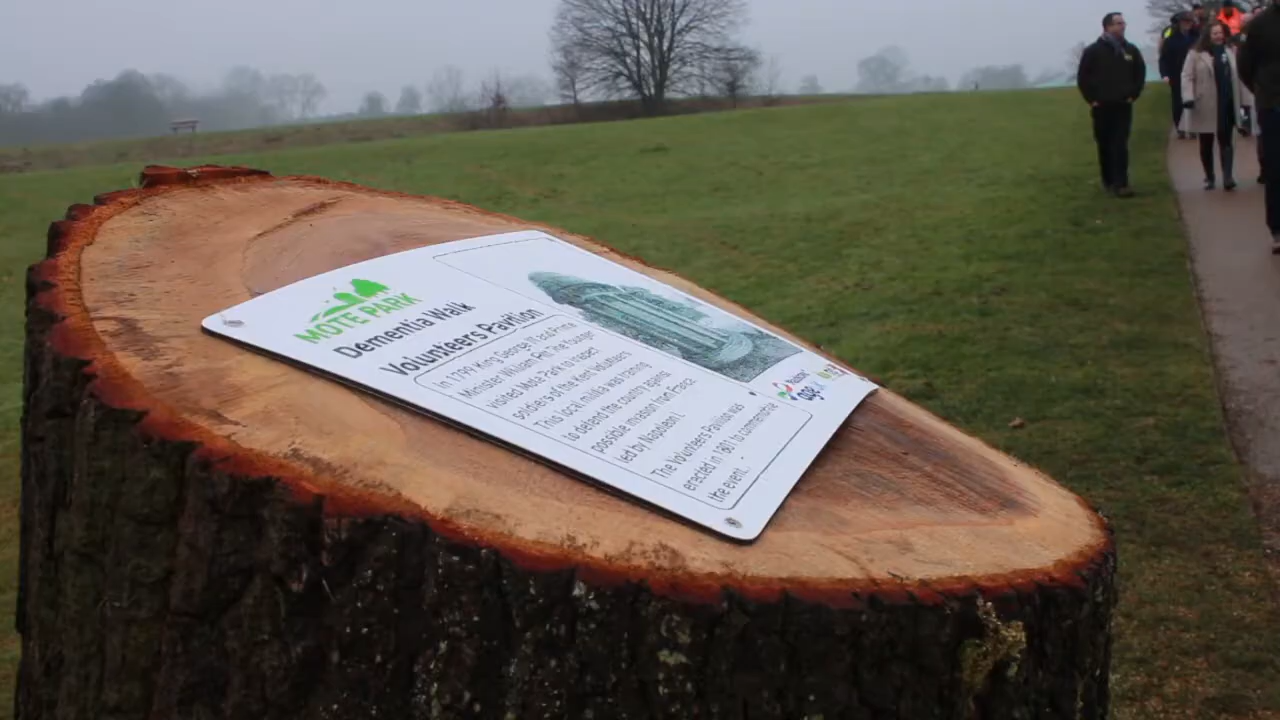 MOTE PARK
Dementia Walk
Volunteers Pavilion
In 1799 King George III and Prime
Minister William Pitt the Younger
visited Mote Park to inspect
soldiers of the Kent Volunteers.
This local militia was training
to defend the country against
possible invasion from France
led by Napoleon I.
The Volunteers Pavilion was
erected in 1801 to commemorate
the event.
age